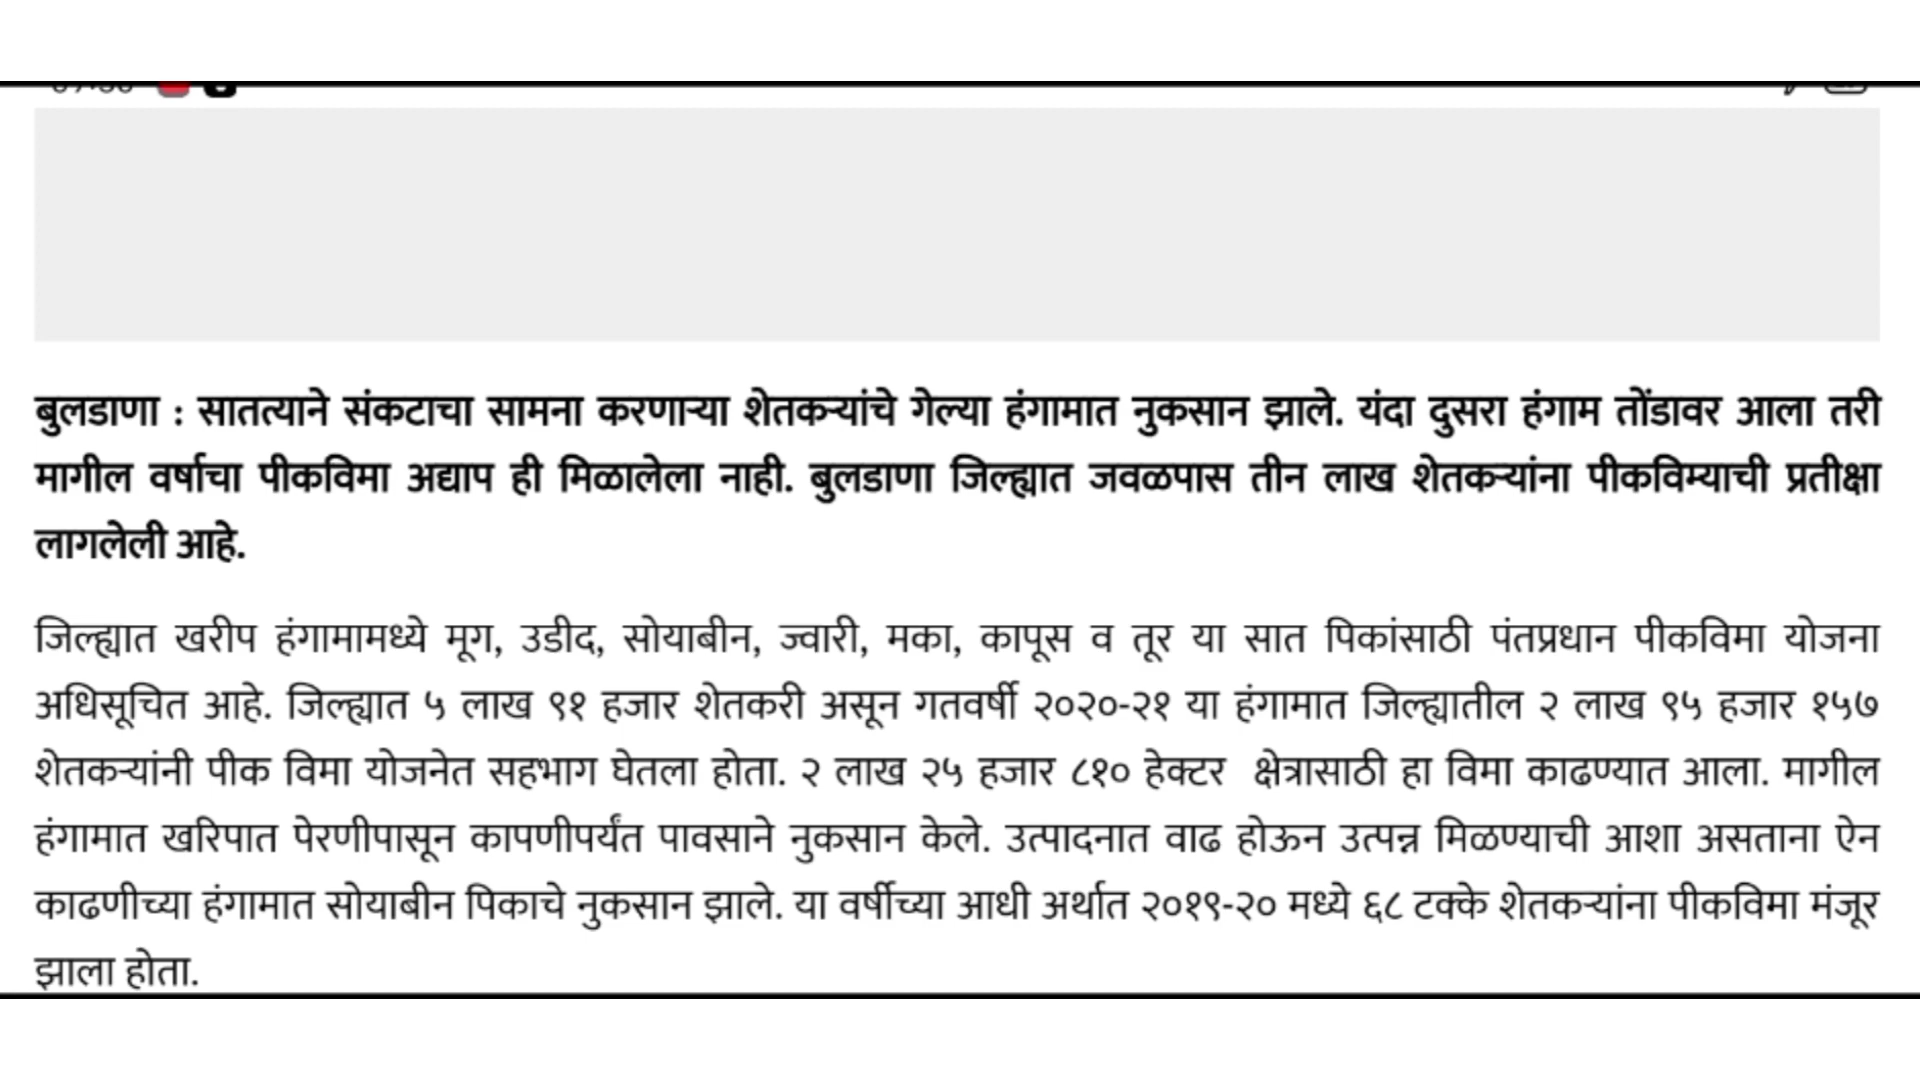 बुलडाणा : सातत्याने संकटाचा सामना करणाऱ्या शेतकऱ्यांचे गेल्या हंगामात नुकसान झाले. यंदा दुसरा हंगाम तोंडावर आला तरी
मागील वर्षाचा पीकविमा अद्याप ही मिळालेला नाही. बुलडाणा जिल्ह्यात जवळपास तीन लाख शेतकऱ्यांना पीकविम्याची प्रतीक्षा
लागलेली आहे.
जिल्ह्यात खरीप हंगामामध्ये मूग, उडीद, सोयाबीन, ज्वारी, मका, कापूस व तूर या सात पिकांसाठी पंतप्रधान पीकविमा योजना
अधिसूचित आहे. जिल्ह्यात ५ लाख ९१ हजार शेतकरी असून गतवर्षी २०२०-२१ या हंगामात जिल्ह्यातील २ लाख ९५ हजार १५७
शेतकऱ्यांनी पीक विमा योजनेत सहभाग घेतला होता. २ लाख २५ हजार ८१० हेक्टर क्षेत्रासाठी हा विमा काढण्यात आला. मागील
हंगामात खरिपात पेरणीपासून कापणीपर्यंत पावसाने नुकसान केले. उत्पादनात वाढ होऊन उत्पन्न मिळण्याची आशा असताना ऐन
काढणीच्या हंगामात सोयाबीन पिकाचे नुकसान झाले. या वर्षीच्या आधी अर्थात २०१९-२० मध्ये ६८ टक्के शेतकऱ्यांना पीकविमा मंजूर
झाला होता.